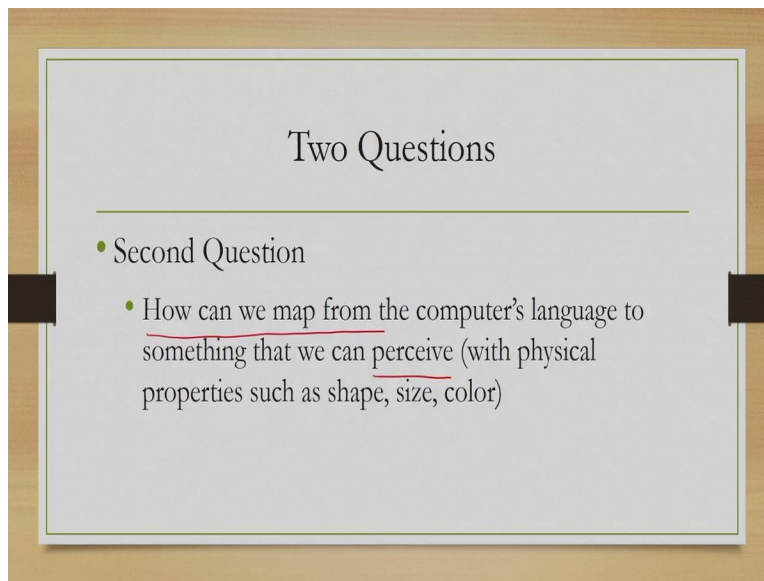 Two Questions
• Second Question
• How can we map from the computer's language to
something that we can perceive (with physical
properties such as shape, size, color)